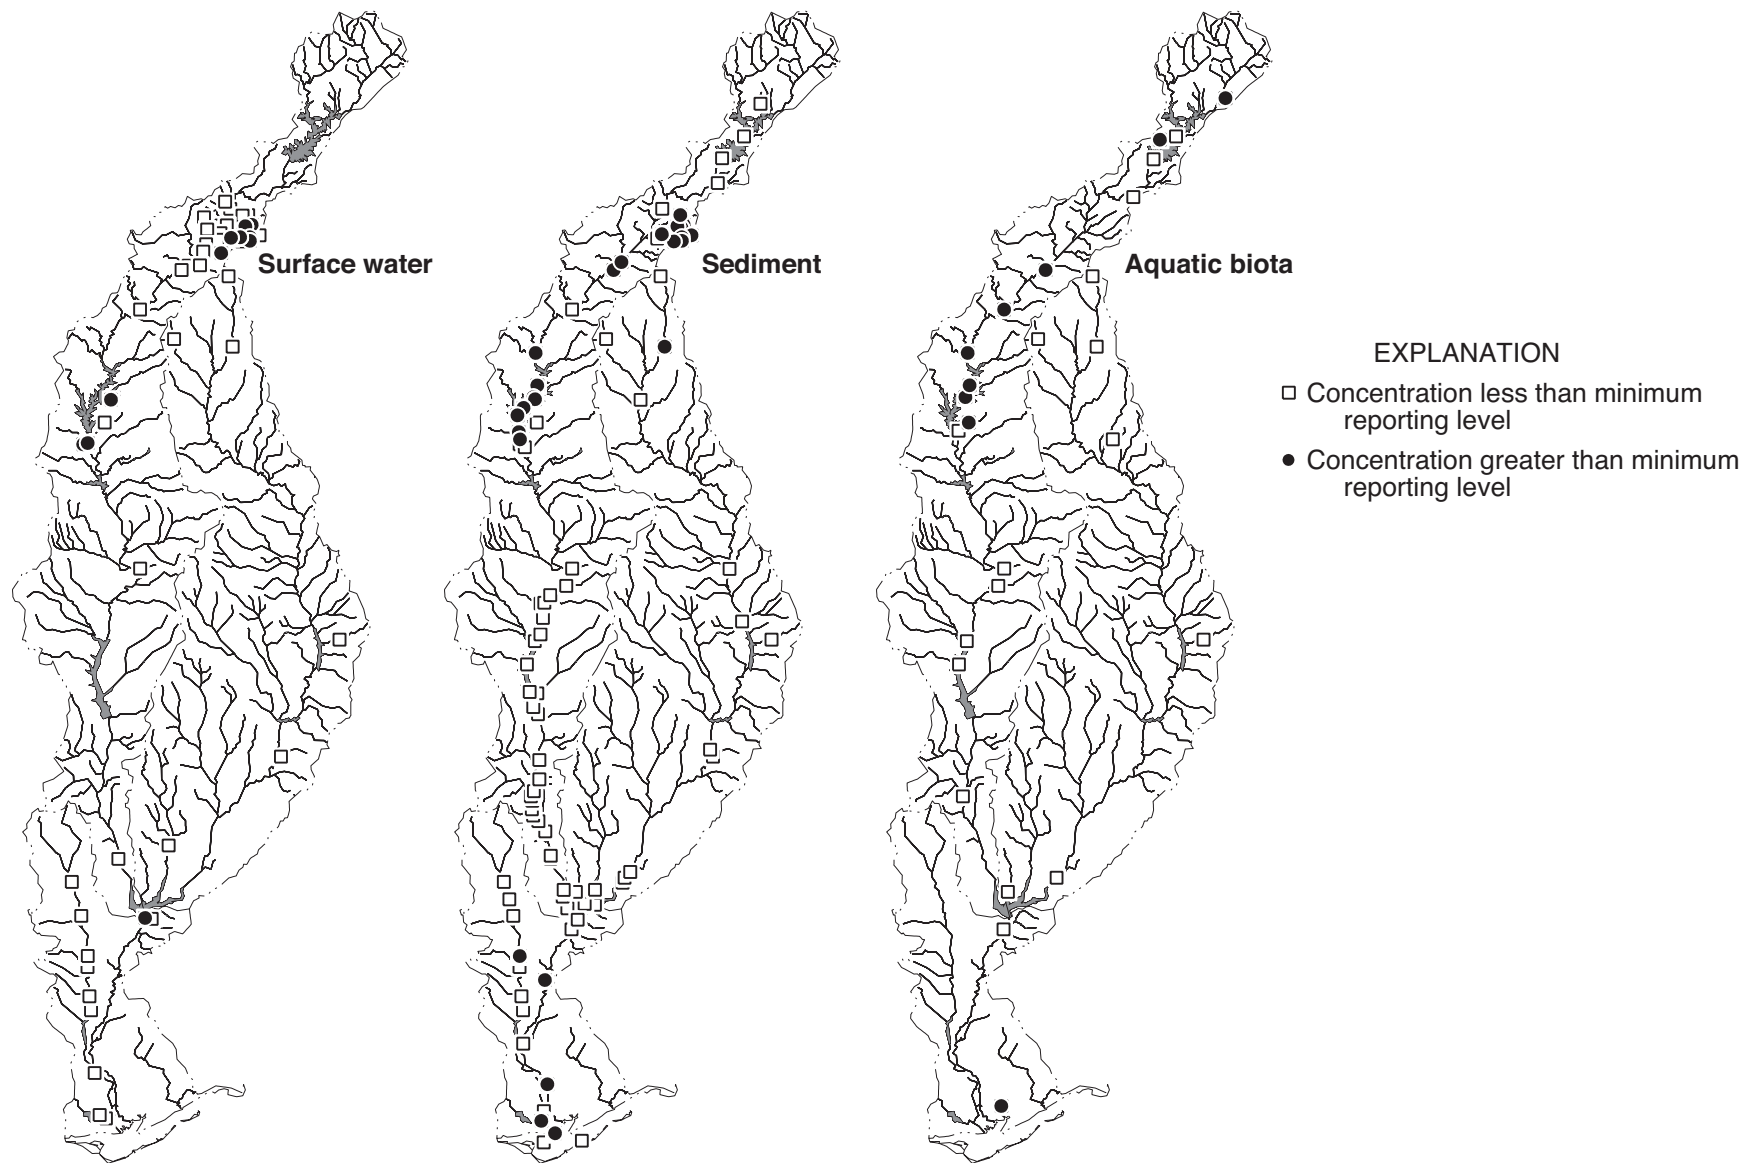 Surface water
Sediment
Aquatic biota
EXPLANATION
Concentration less than minimum
reporting level
Concentration greater than minimum
reporting level